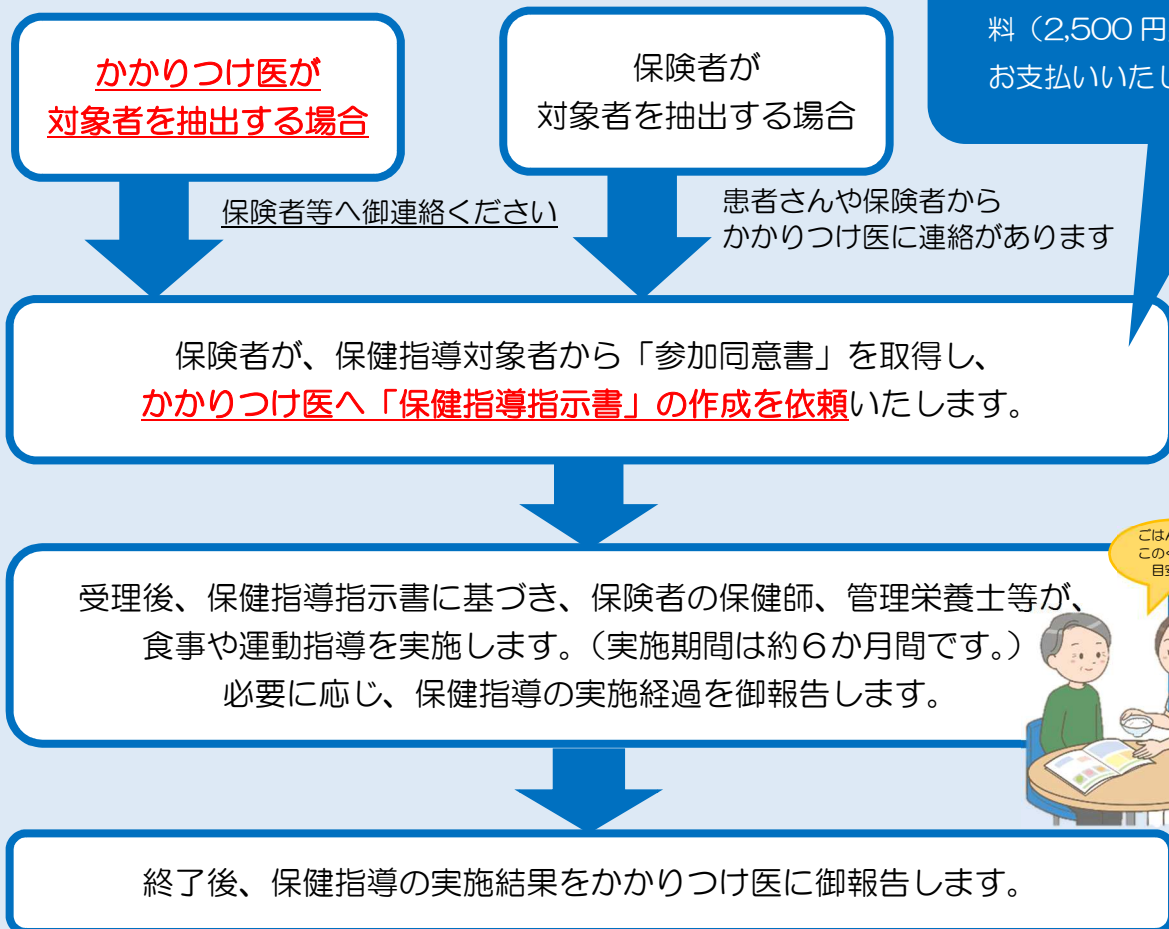 料（2,500円
お支払いいたし
かかりつけ医が
対象者を抽出する場合
保険者が
対象者を抽出する場合
保険者等へ御連絡ください
患者さんや保険者から
かかりつけ医に連絡があります
保険者が、保健指導対象者から「参加同意書」を取得し、
かかりつけ医へ「保健指導指示書」の作成を依頼いたします。
受理後、保健指導指示書に基づき、保険者の保健師、管理栄養士等が、
食事や運動指導を実施します。（実施期間は約６か月間です。）
必要に応じ、保健指導の実施経過を御報告します。
ごはん
この
目安
終了後、保健指導の実施結果をかかりつけ医に御報告します。